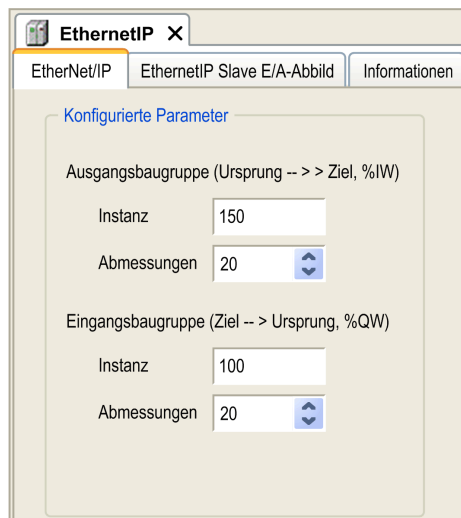 EthernetIP X
EtherNet/IP EthernetIP Slave E/A-Abbild Informationen
Konfigurierte Parameter
Ausgangsbaugruppe (Ursprung -- > > Ziel, %IW)
Instanz 150
Abmessungen 20
Eingangsbaugruppe (Ziel -- > Ursprung, %QW)
Instanz 100
Abmessungen 20